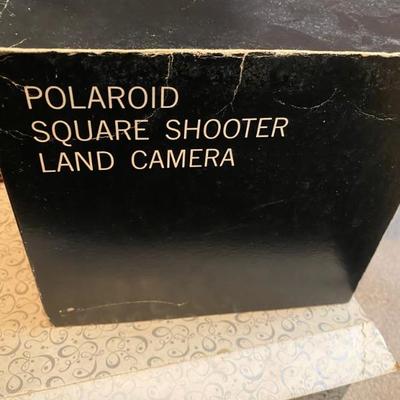 POLAROID
SQUARE SHOOTER
LAND CAMERA